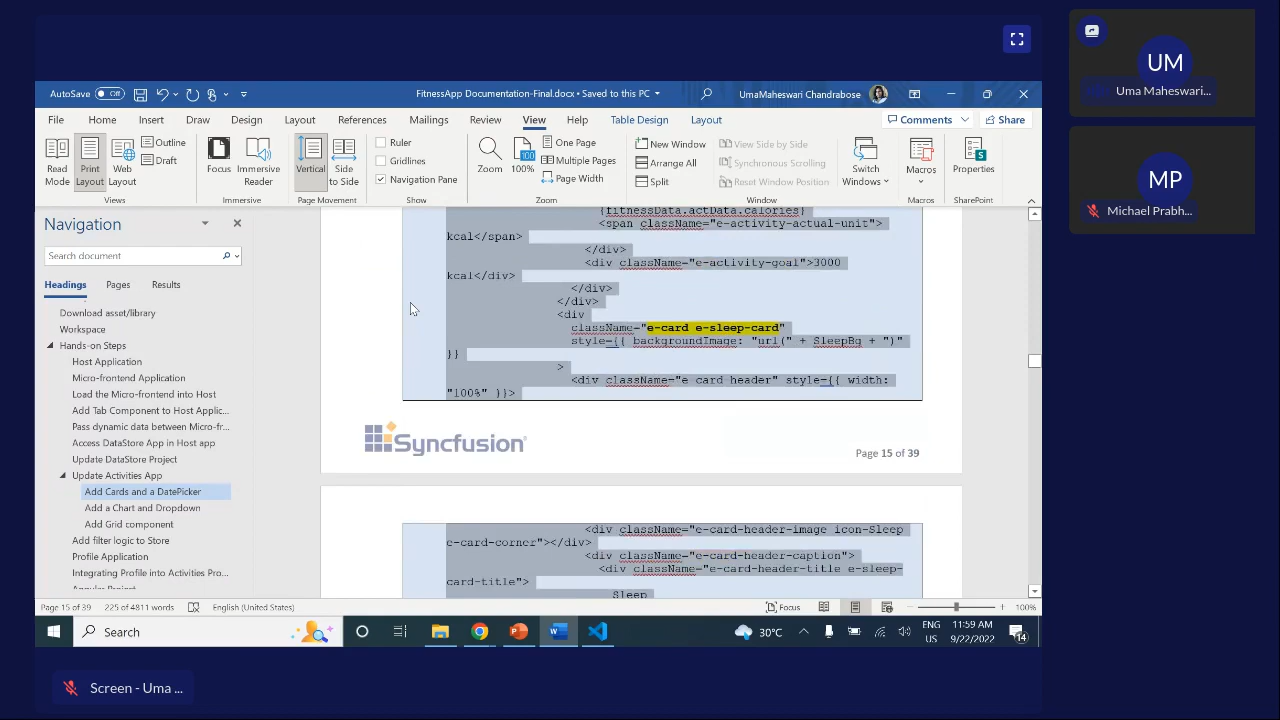 AutoSave Off
FitnessApp Documentation-Final.docx • Saved to this PC
UmaMaheswari Chandrabose
File Home Insert Draw Design Layout References Mailings Review View Help Table Design Layout
Comments Share
Read Mode
Print Layout
Web Layout
Outline
Draft
Views
Focus
Immersive Reader
Immersive
Vertical
Side to Side
Page Movement
Ruler
Gridlines
Navigation Pane
Show
Zoom
100%
100
One Page
Multiple Pages
Page Width
Zoom
New Window
Arrange All
Split
View Side by Side
Synchronous Scrolling
Reset Window Position
Switch Windows
Window
Macros
Macros
Properties
SharePoint
Navigation
Search document
Headings Pages Results
Download asset/library
Workspace
Hands-on Steps
Host Application
Micro-frontend Application
Load the Micro-frontend into Host
Add Tab Component to Host Applic...
Pass dynamic data between Micro-fr...
Access DataStore App in Host app
Update DataStore Project
Update Activities App
Add Cards and a DatePicker
Add a Chart and Dropdown
Add Grid component
Add filter logic to Store
Profile Application
Integrating Profile into Activities Pro...
Angular Project
{fitnessData.actData.calories}
<span className="e-activity-actual-unit">
kcal</span>
</div>
<div className="e-activity-goal">3000
kcal</div>
</div>
</div>
<div
className="e-card e-sleep-card"
style={{ backgroundImage: "url(" + SleepBg + ")"
}}
>
<div className="e card header" style={{ width:
"100%" }}>
Syncfusion
Page 15 of 39
<div className="e-card-header-image icon-Sleep
e-card-corner"></div>
<div className="e-card-header-caption">
<div className="e-card-header-title e-sleep-
card-title">
Sleep
Page 15 of 39 225 of 4811 words English (United States) Focus 100%
Search
30°C
ENG
US
11:59 AM
9/22/2022
14
Screen - Uma ...
UM
Uma Maheswari...
MP
Michael Prabh...